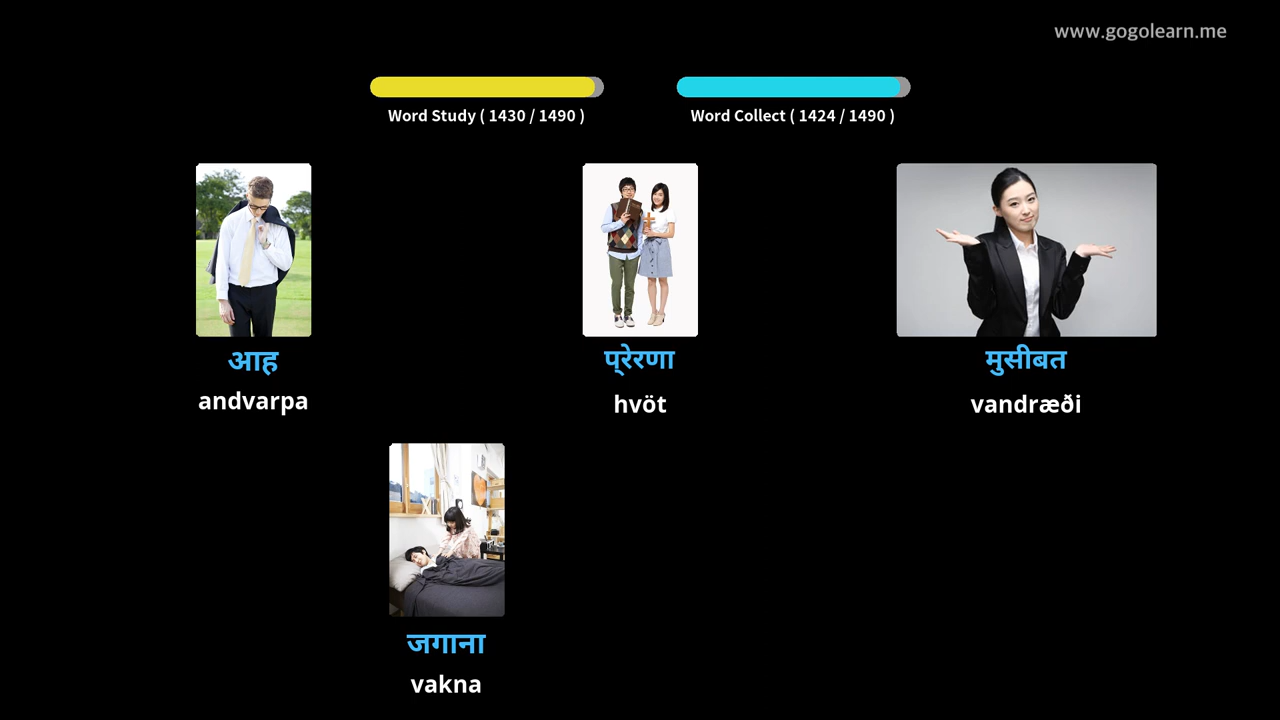 www.gogolearn.me
Word Study ( 1430 / 1490 )
Word Collect ( 1424 / 1490 )
आह
प्रेरणा
मुसीबत
andvarpa
hvöt
vandræði
जगाना
vakna